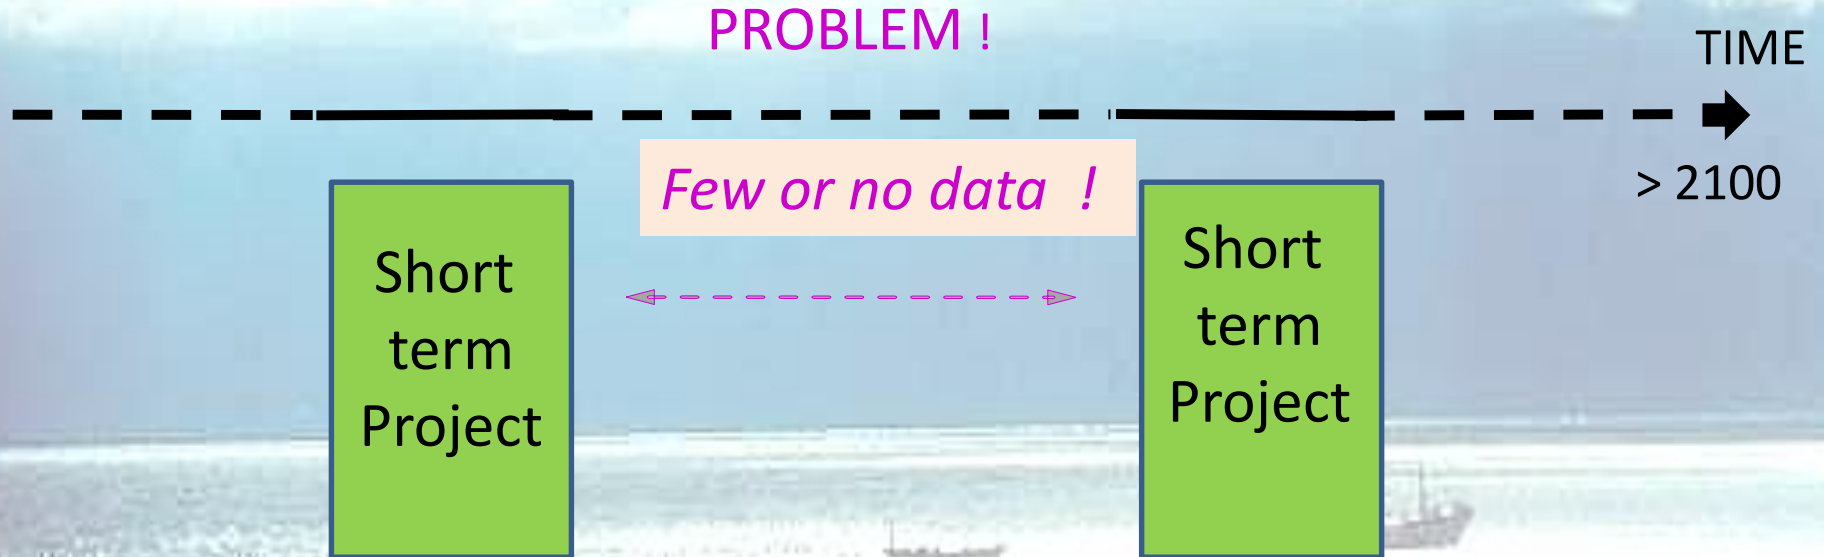 PROBLEM !
TIME
Few or no data !
> 2100
Short
term
Project
Short
term
Project